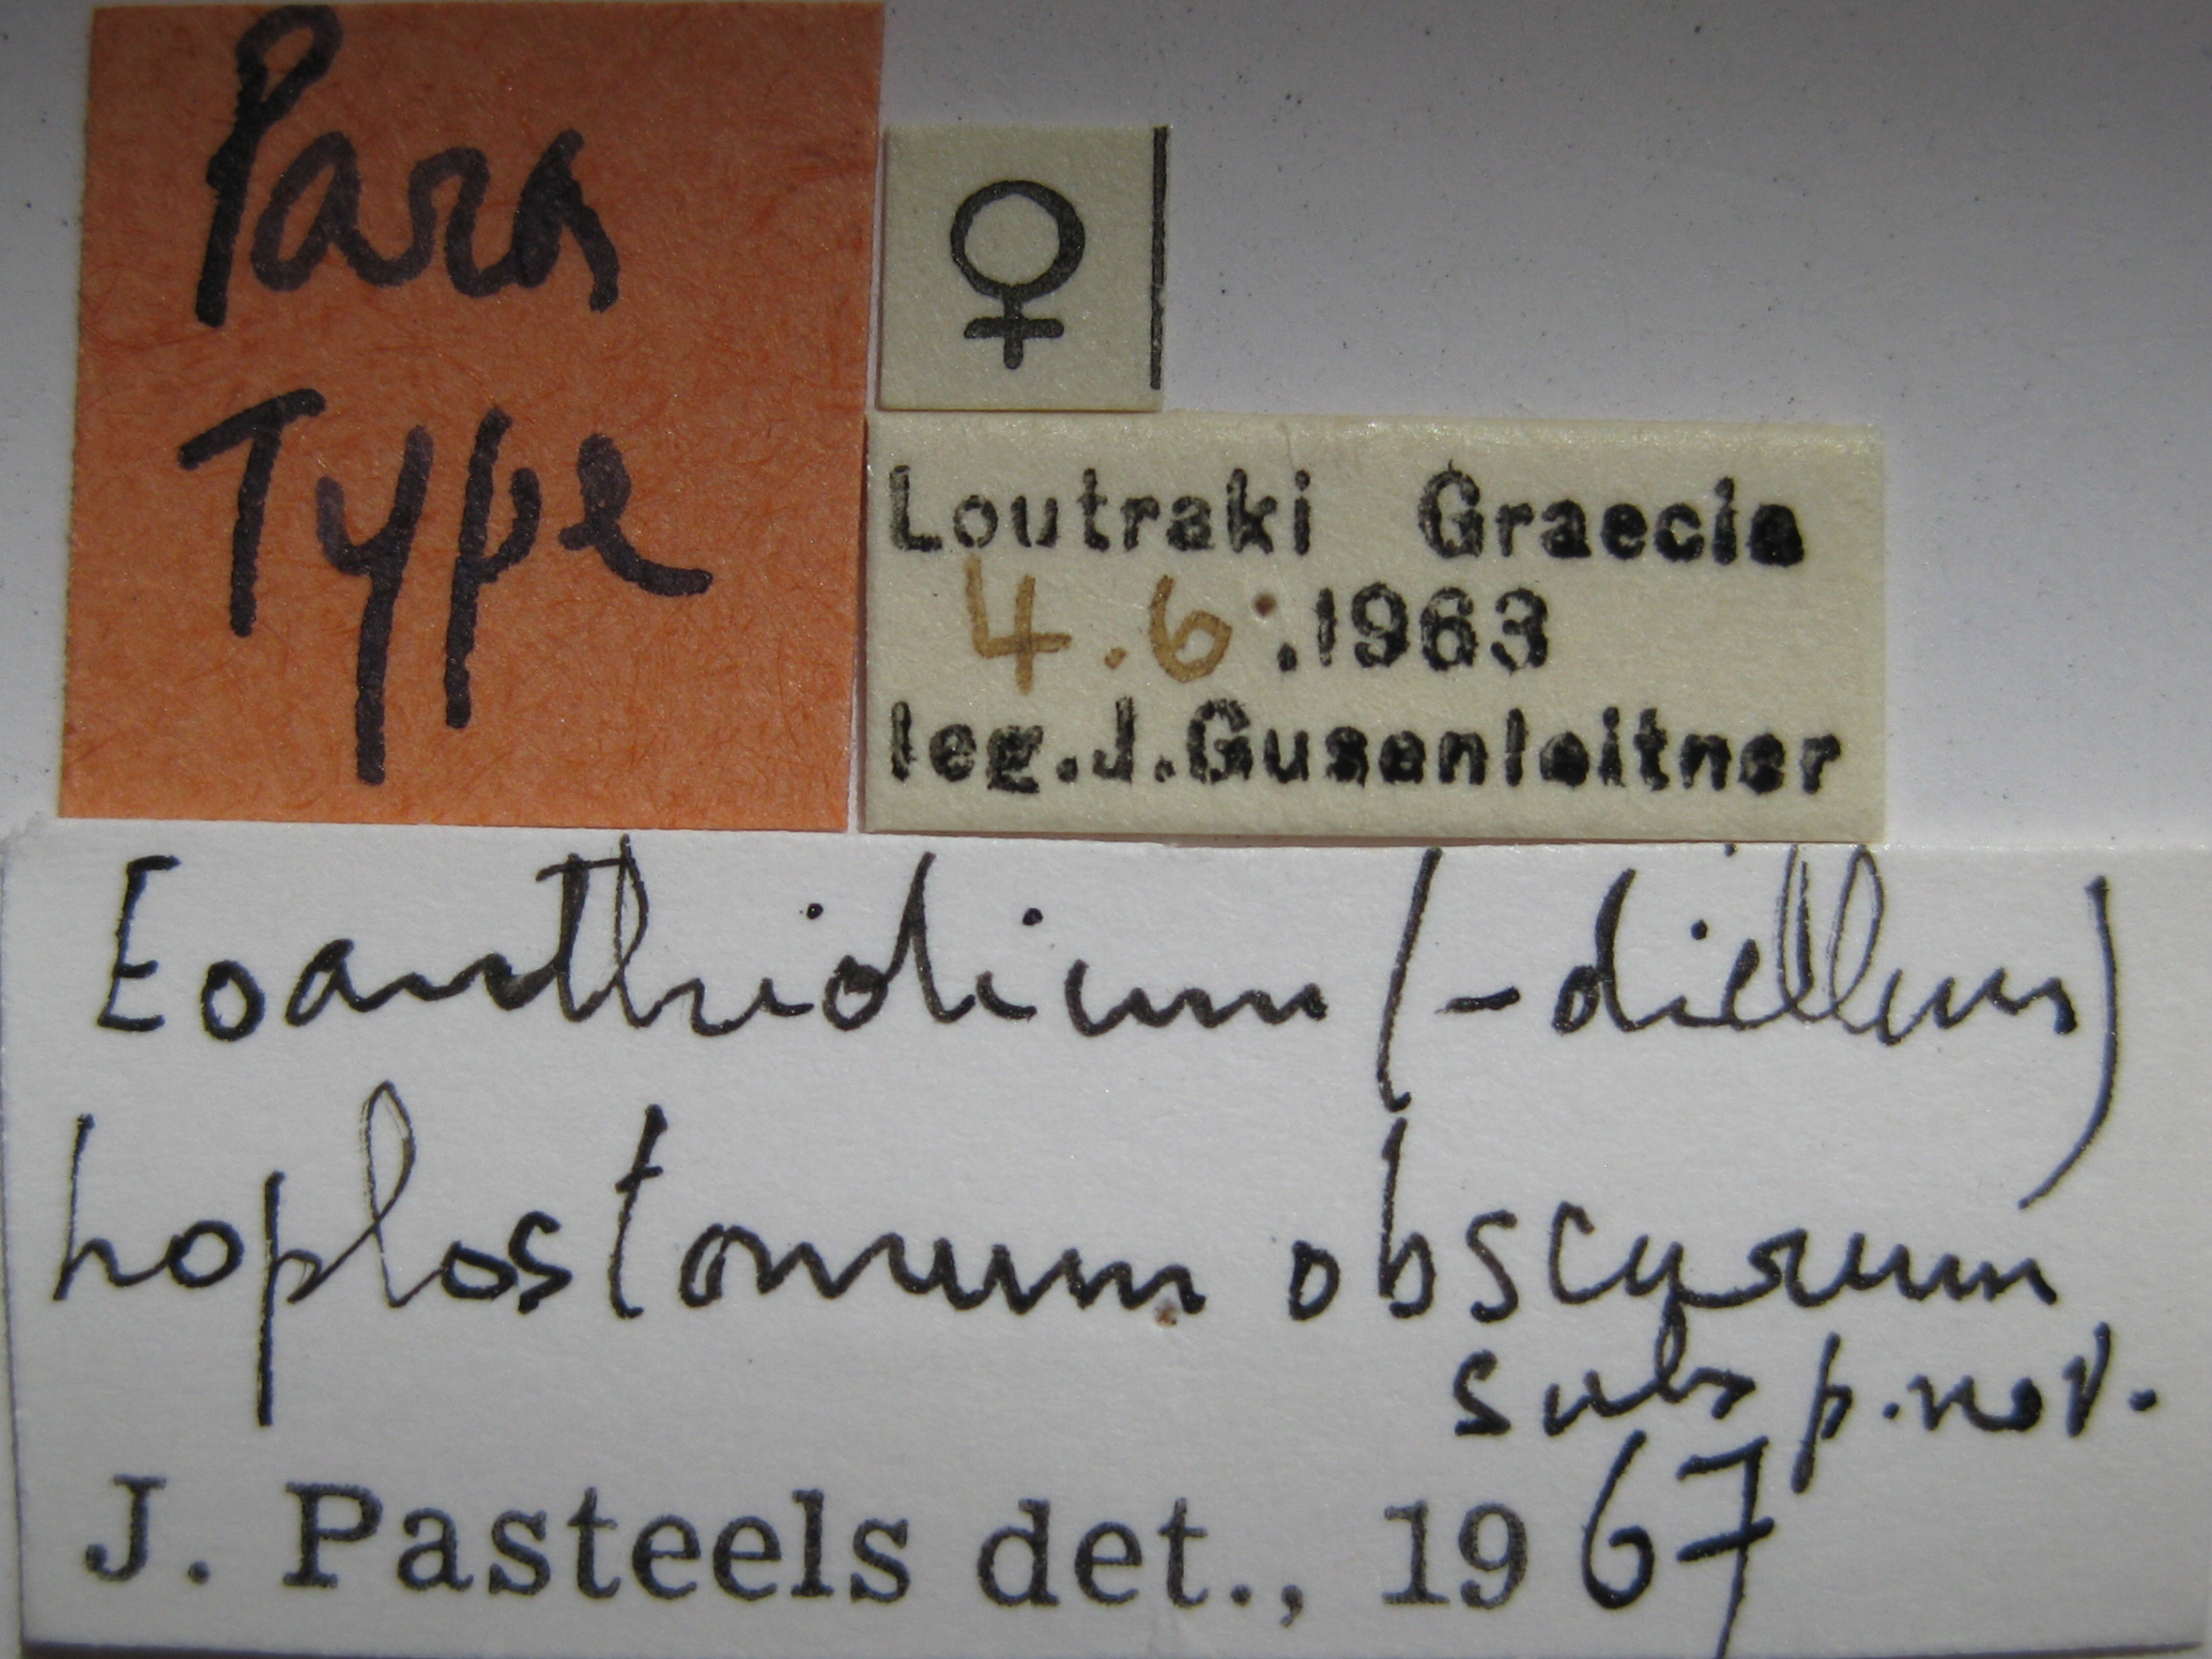 Para
Type
♀
Loutraki Graecia
4.6.1963
leg.J.Gusenleitner
Eoanthidium (-diellum)
hoplostomum obscurum
subsp.nov.
J. Pasteels det., 1967